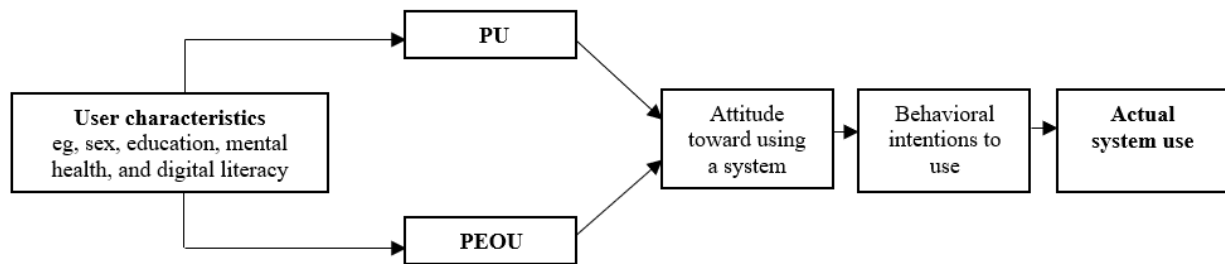 PU
User characteristics
eg, sex, education, mental
health, and digital literacy
PEOU
Attitude
toward using
a system
Behavioral
intentions to
use
Actual
system use